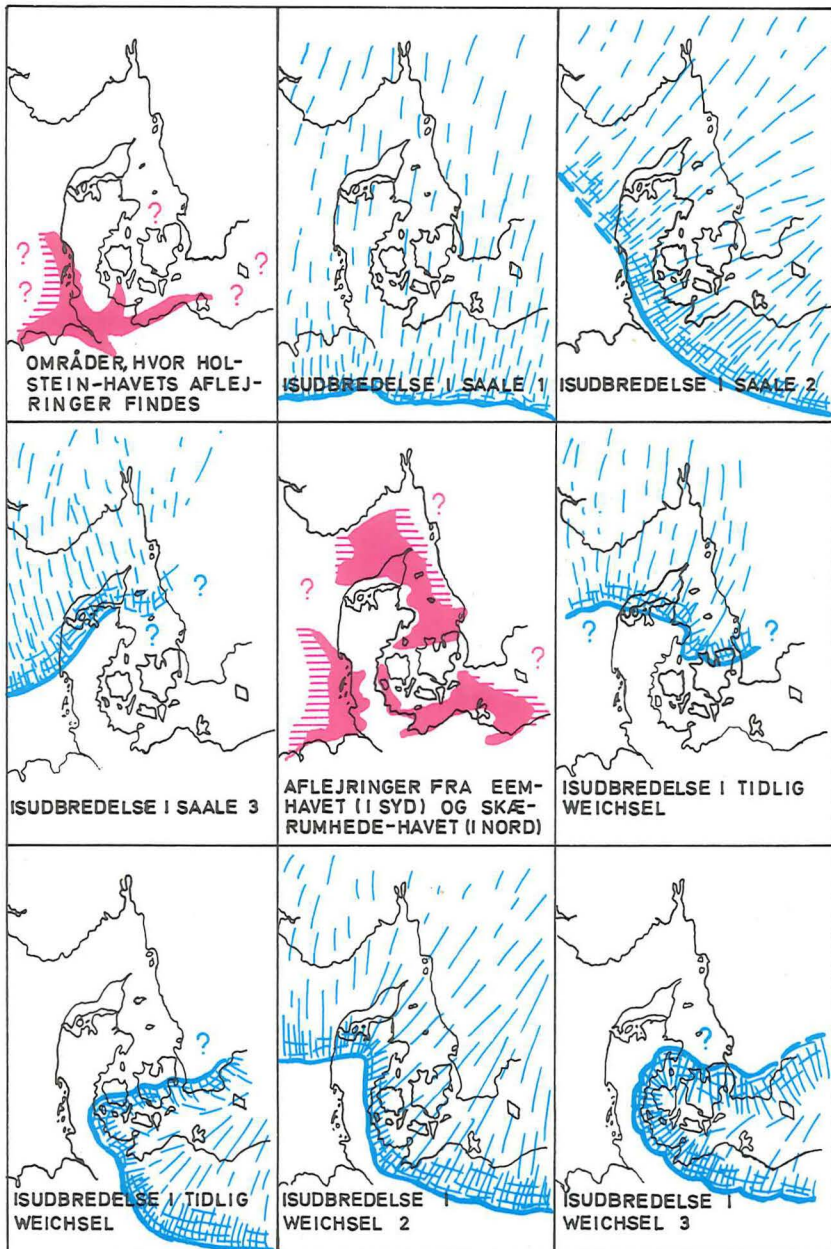 ?
?
?
?
?
OMRÅDER, HVOR HOL-
STEIN-HAVETS AFLEJ-
RINGER FINDES
ISUDBREDELSE I SAALE 1
ISUDBREDELSE I SAALE 2
?
?
ISUDBREDELSE I SAALE 3
?
?
?
AFLEJRINGER FRA EEM-
HAVET (I SYD) OG SKÆ-
RUMHEDE-HAVET (I NORD)
?
?
ISUDBREDELSE I TIDLIG
WEICHSEL
?
ISUDBREDELSE I TIDLIG
WEICHSEL
ISUDBREDELSE I
WEICHSEL 2
?
ISUDBREDELSE I
WEICHSEL 3